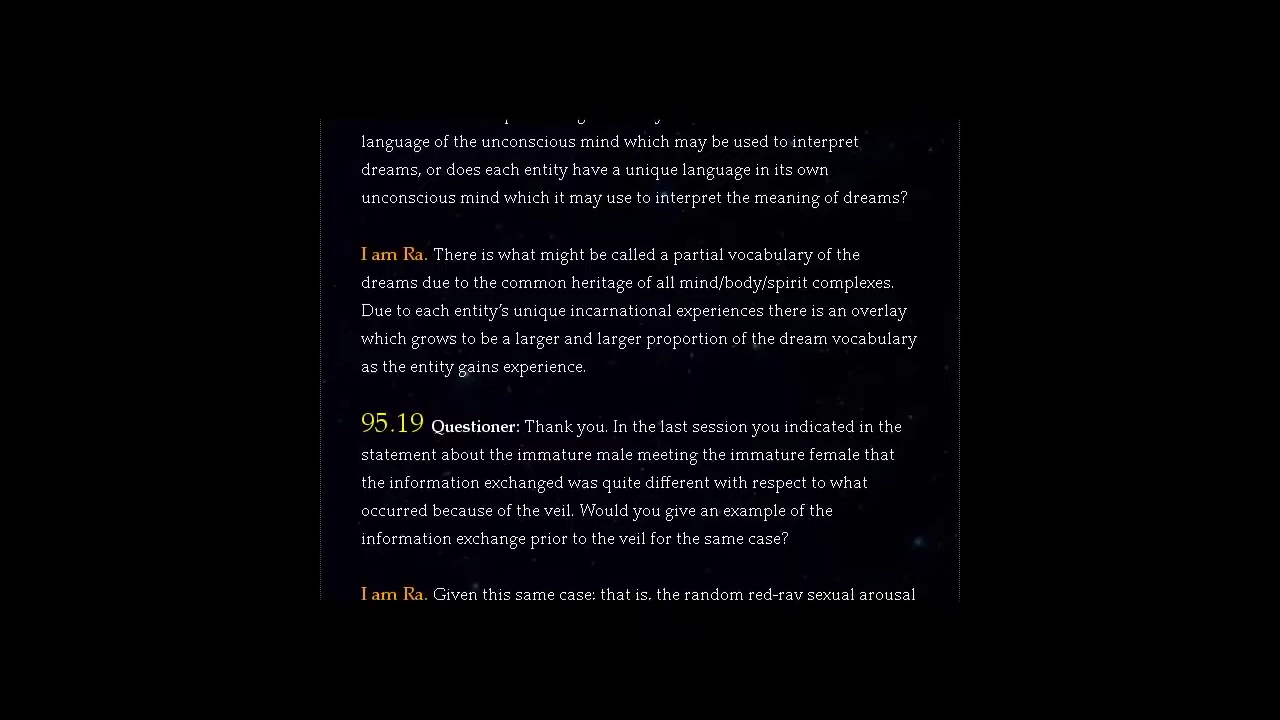 language of the unconscious mind which may be used to interpret
dreams, or does each entity have a unique language in its own
unconscious mind which it may use to interpret the meaning of dreams?
I am Ra. There is what might be called a partial vocabulary of the
dreams due to the common heritage of all mind/body/spirit complexes.
Due to each entity’s unique incarnational experiences there is an overlay
which grows to be a larger and larger proportion of the dream vocabulary
as the entity gains experience.
95.19 Questioner: Thank you. In the last session you indicated in the
statement about the immature male meeting the immature female that
the information exchanged was quite different with respect to what
occurred because of the veil. Would you give an example of the
information exchange prior to the veil for the same case?
I am Ra. Given this same case; that is, the random red-ray sexual arousal